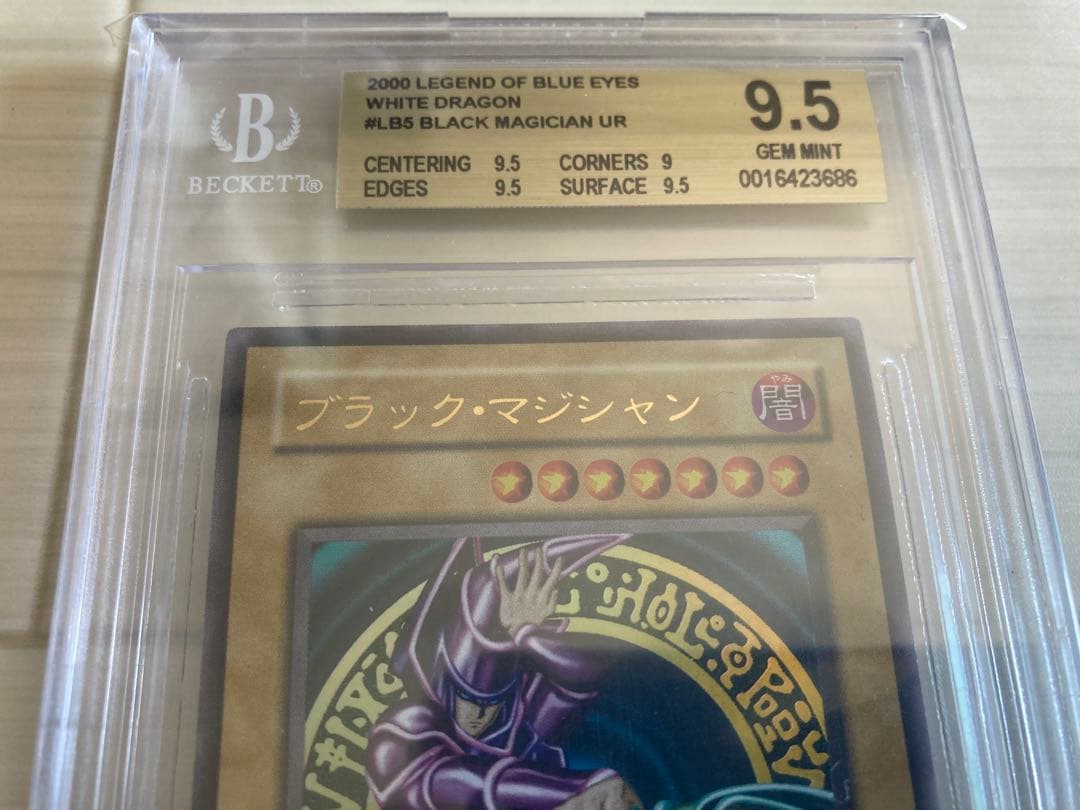 2000 LEGEND OF BLUE EYES
WHITE DRAGON
#LB5 BLACK MAGICIAN UR
9.5
GEM MINT
0016423686
CENTERING 9.5 CORNERS 9
EDGES 9.5 SURFACE 9.5
B
BECKETT®
ブラック・マジシャン
やみ
闇